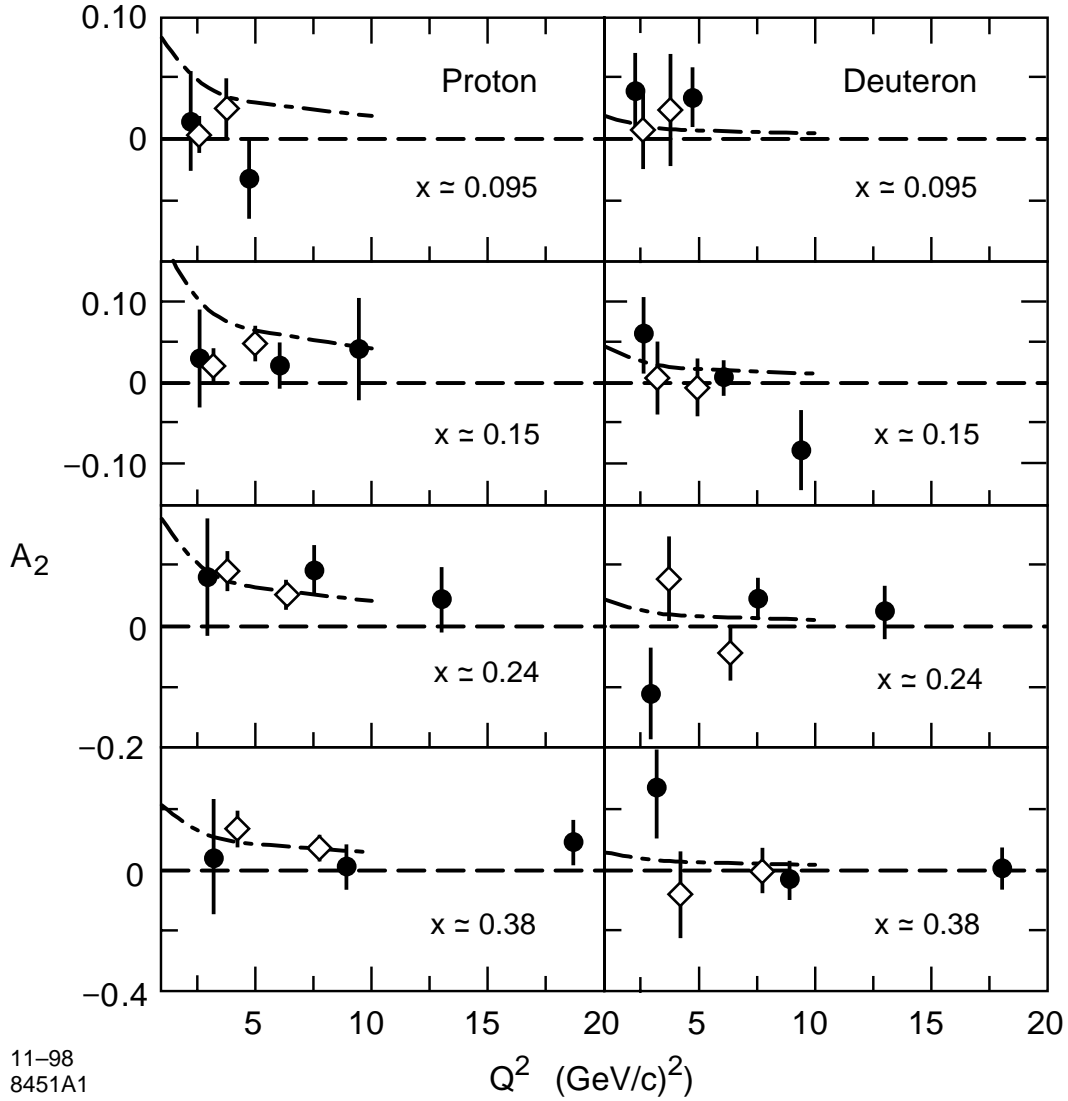 0.10
Proton
Deuteron
0
x ≃ 0.095
x ≃ 0.095
0.10
0
x ≃ 0.15
x ≃ 0.15
−0.10
A2
0
x ≃ 0.24
x ≃ 0.24
−0.2
0
x ≃ 0.38
x ≃ 0.38
−0.4
5 10 15 20 5 10 15 20
11–98
8451A1
Q2 (GeV/c)2)